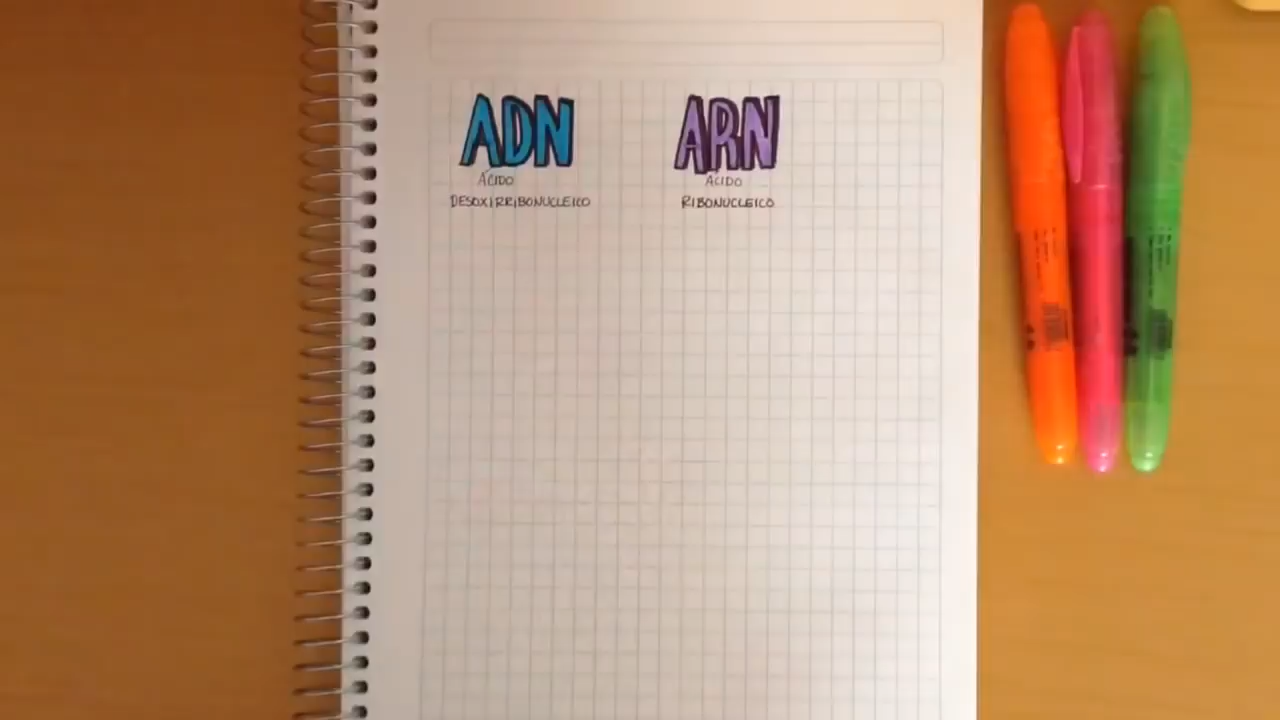 ADN
ÁCIDO
DESOXIRRIBONUCLEICO
ARN
ÁCIDO
RIBONUCLEICO